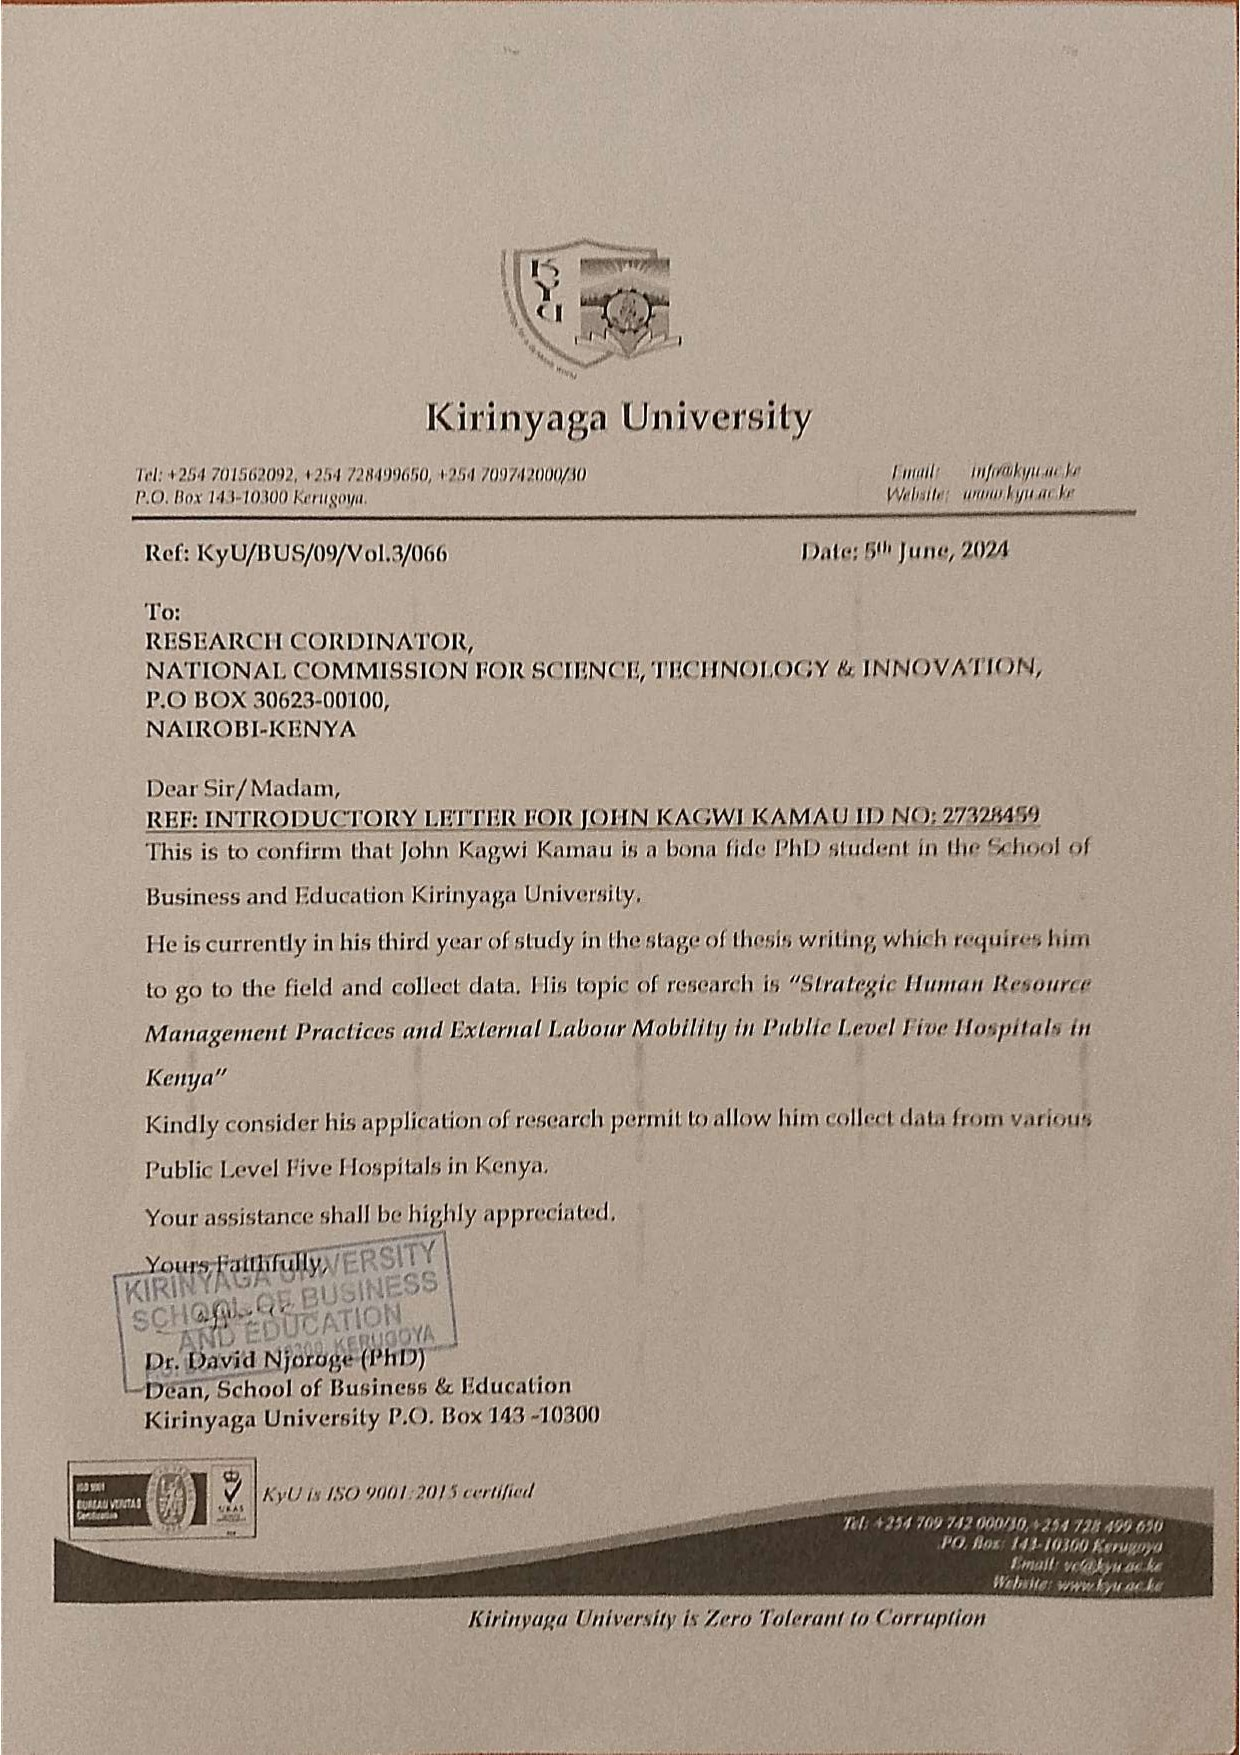 K
Y
U
Kirinyaga University
Tel: +254 701562092, +254 728499650, +254 709742000/30
Email: info@kyu.ac.ke
P.O. Box 143-10300 Kerugoya.
Website: www.kyu.ac.ke
Ref: KyU/BUS/09/Vol.3/066
Date: 5th June, 2024
To:
RESEARCH CORDINATOR,
NATIONAL COMMISSION FOR SCIENCE, TECHNOLOGY & INNOVATION,
P.O BOX 30623-00100,
NAIROBI-KENYA
Dear Sir/Madam,
REF: INTRODUCTORY LETTER FOR JOHN KAGWI KAMAU ID NO: 27328459
This is to confirm that John Kagwi Kamau is a bona fide PhD student in the School of
Business and Education Kirinyaga University.
He is currently in his third year of study in the stage of thesis writing which requires him
to go to the field and collect data. His topic of research is "Strategic Human Resource
Management Practices and External Labour Mobility in Public Level Five Hospitals in
Kenya"
Kindly consider his application of research permit to allow him collect data from various
Public Level Five Hospitals in Kenya.
Your assistance shall be highly appreciated.
Yours Faithfully,
KIRINYAGA UNIVERSITY
SCHOOL OF BUSINESS
AND EDUCATION
KERUGOYA
Dr. David Njoroge (PhD)
Dean, School of Business & Education
Kirinyaga University P.O. Box 143 -10300
ISO 9001
BUREAU VERITAS
Certification
UKAS
KyU is ISO 9001:2015 certified
Tel: +254 709 742 000/30,+254 728 499 650
PO. Box: 143-10300 Kerugoya
Email: vc@kyu.ac.ke
Website: www.kyu.ac.ke
Kirinyaga University is Zero Tolerant to Corruption